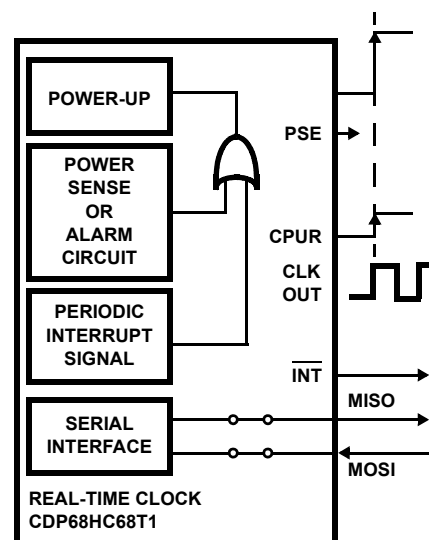 POWER-UP
POWER
SENSE
OR
ALARM
CIRCUIT
PERIODIC
INTERRUPT
SIGNAL
SERIAL
INTERFACE
REAL-TIME CLOCK
CDP68HC68T1
PSE
CPUR
CLK
OUT
INT
MISO
MOSI